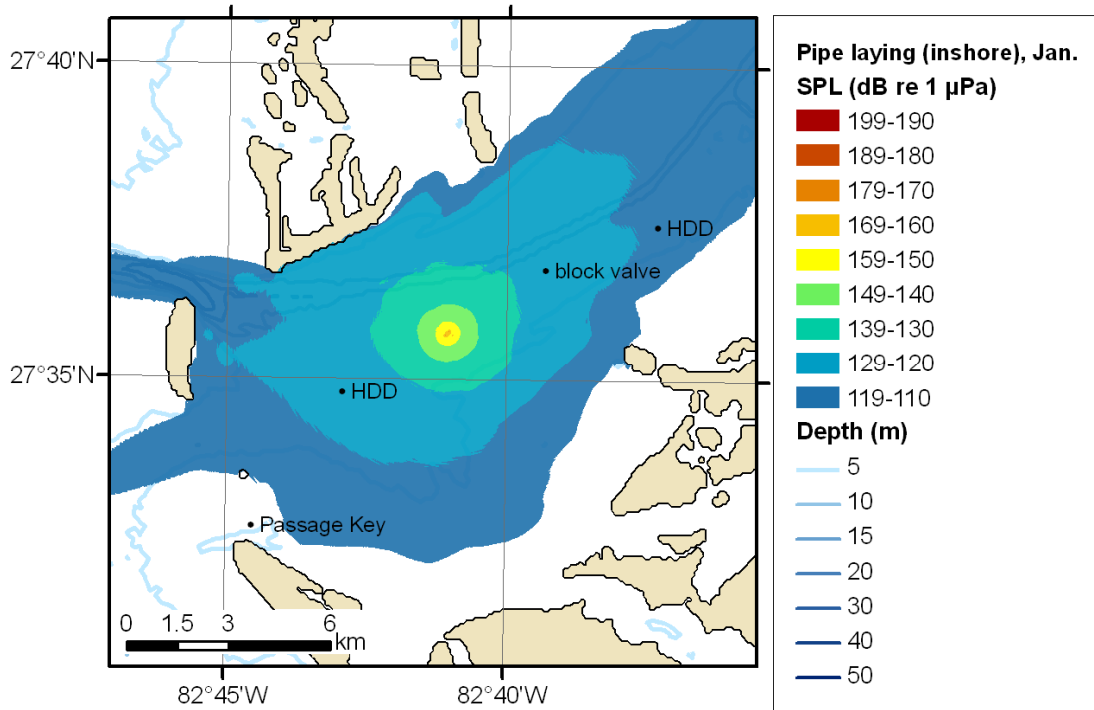 27°40'N
27°35'N
82°45'W
82°40'W
HDD
block valve
HDD
Passage Key
0 1.5 3 6
km
Pipe laying (inshore), Jan.
SPL (dB re 1 µPa)
199-190
189-180
179-170
169-160
159-150
149-140
139-130
129-120
119-110
Depth (m)
5
10
15
20
30
40
50